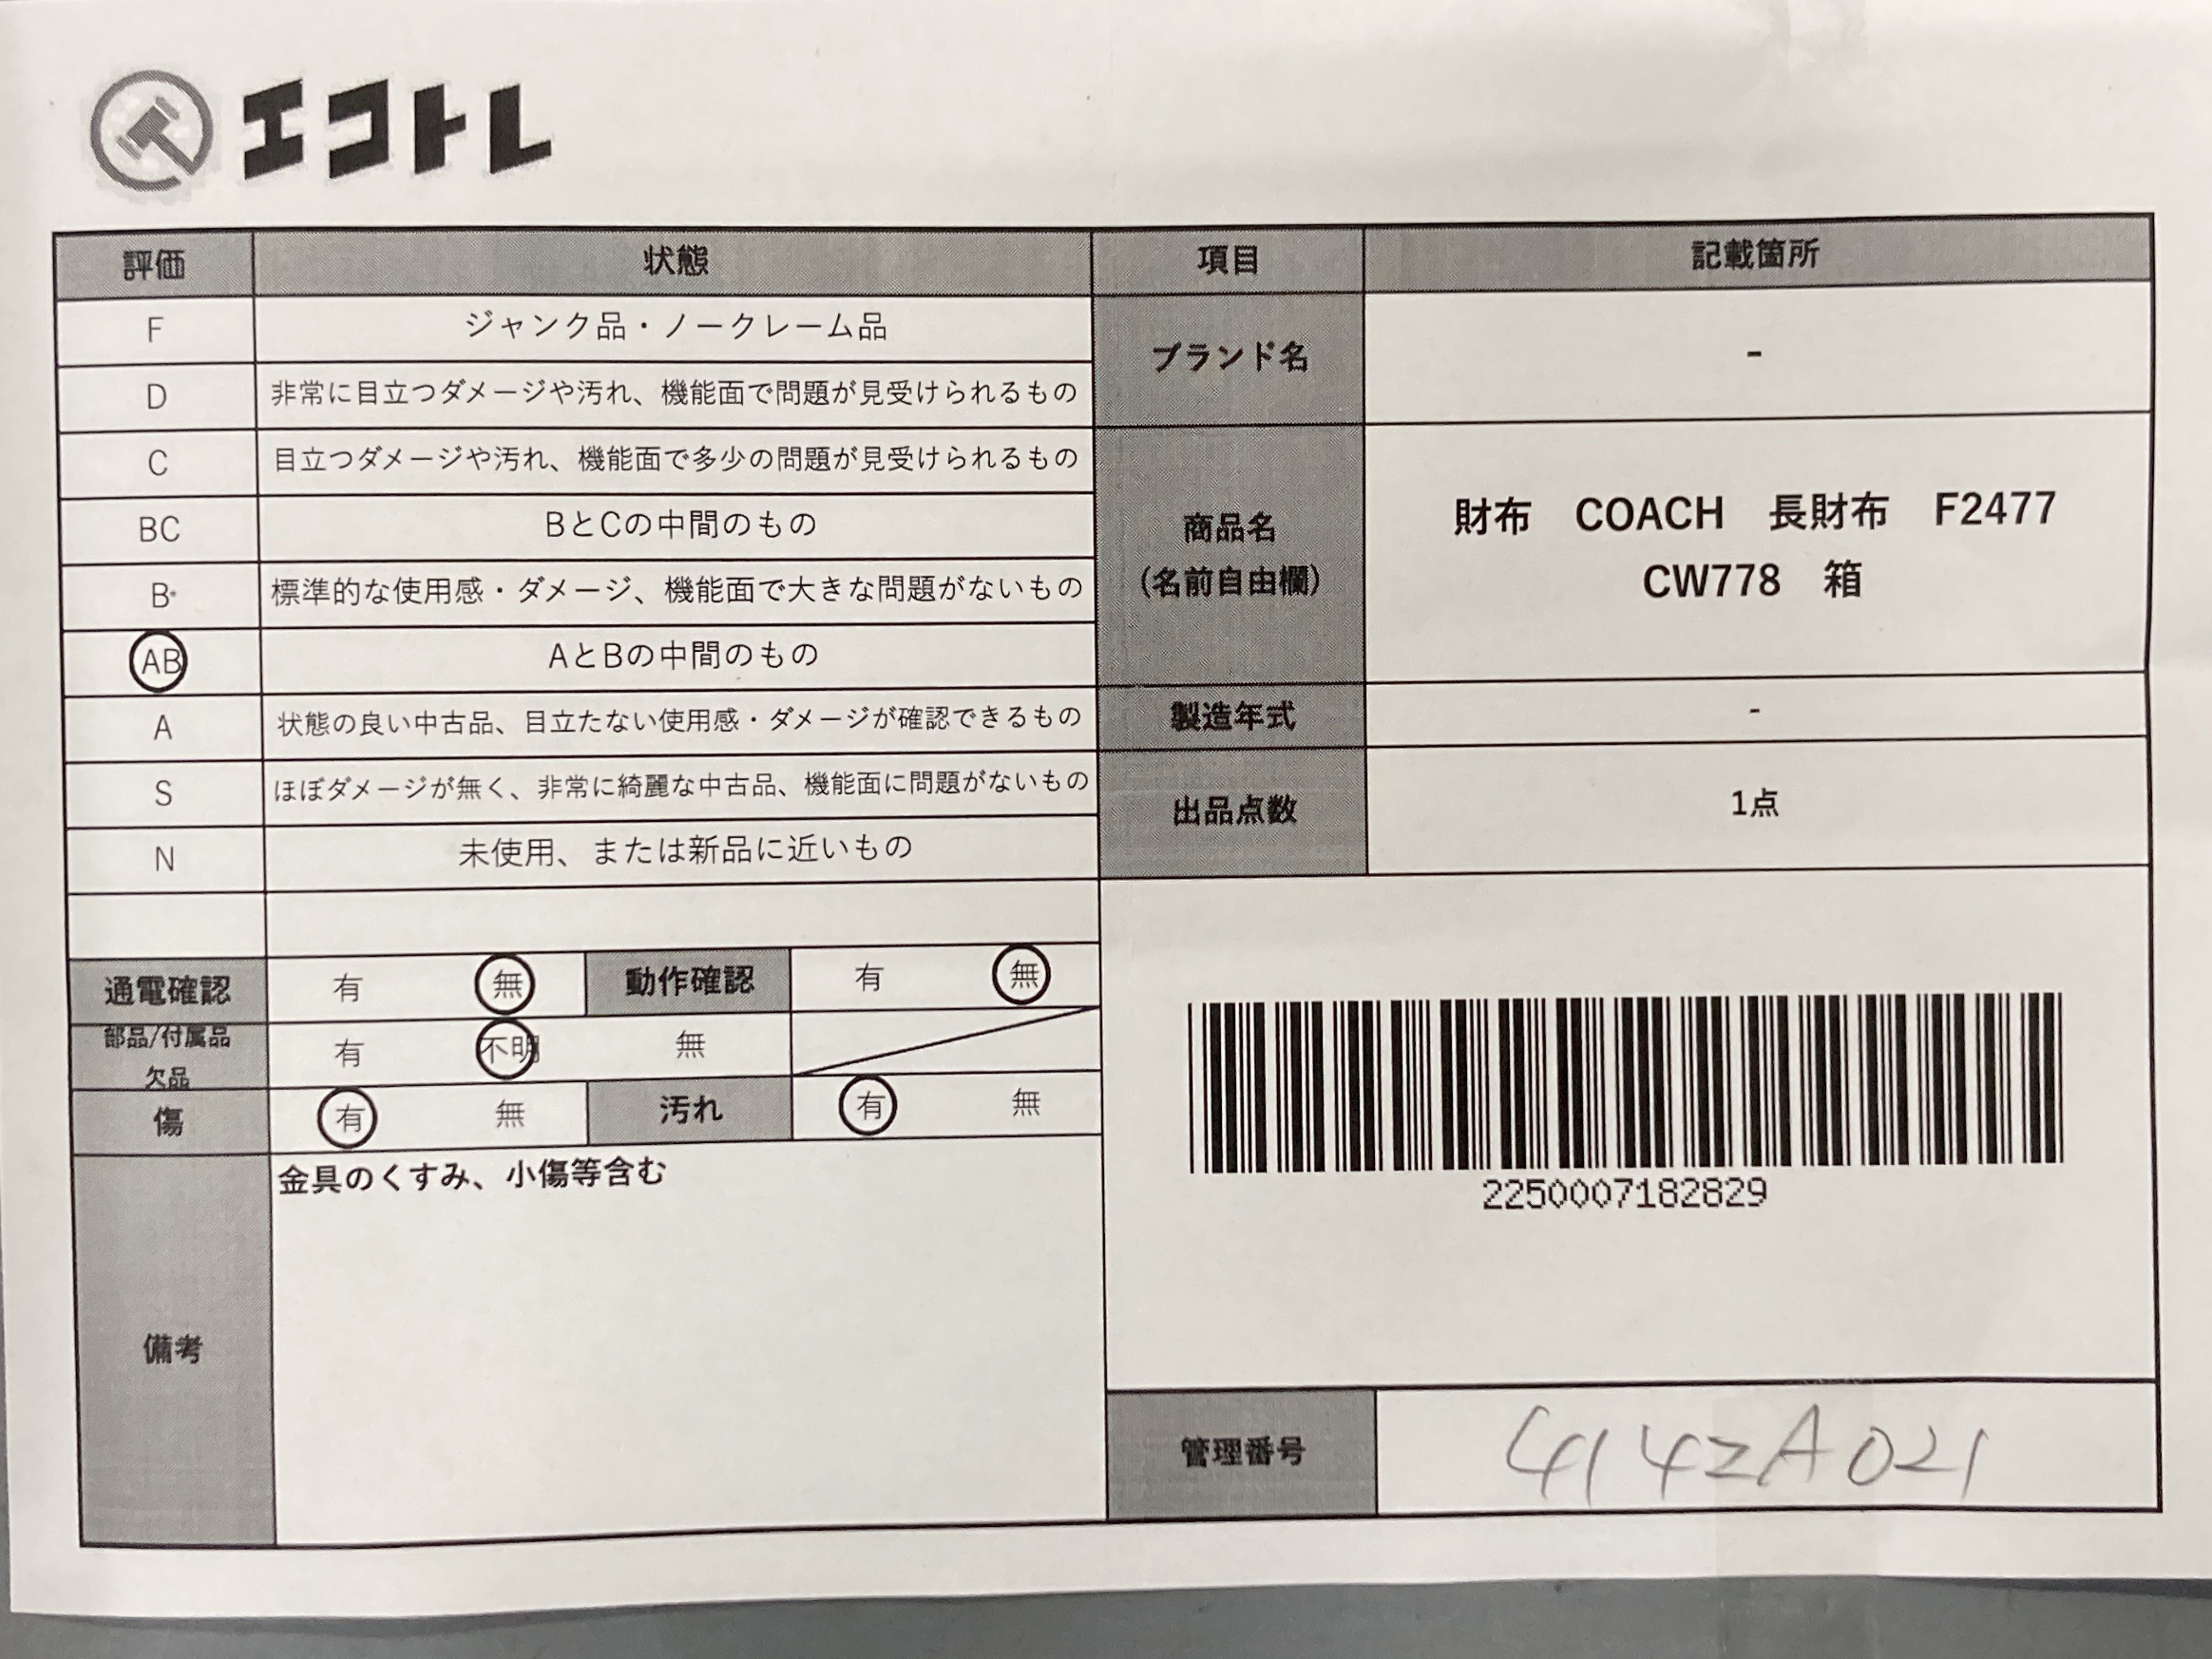 エコトレ
評価 状態 項目 記載箇所
F ジャンク品・ノークレーム品
D 非常に目立つダメージや汚れ、機能面で問題が見受けられるもの
ブランド名 -
C 目立つダメージや汚れ、機能面で多少の問題が見受けられるもの
BC BとCの中間のもの
B 標準的な使用感・ダメージ、機能面で大きな問題がないもの
AB AとBの中間のもの
商品名
(名前自由欄)
財布 COACH 長財布 F2477
CW778 箱
A 状態の良い中古品、目立たない使用感・ダメージが確認できるもの
製造年式 -
S ほぼダメージが無く、非常に綺麗な中古品、機能面に問題がないもの
N 未使用、または新品に近いもの
出品点数 1点
通電確認 有 無 動作確認 有 無
部品/付属品
欠品
有 不明 無
傷 有 無 汚れ 有 無
備考
金具のくすみ、小傷等含む
2250007182829
管理番号 4142A021